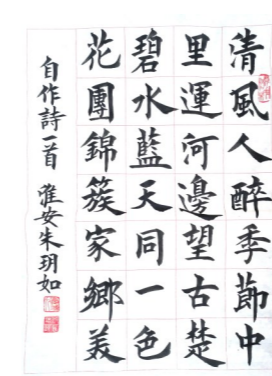 清風人醉季節中
里運河邊望古楚
碧水藍天同一色
花團錦簇家鄉美
自作詩一首 淮安朱玥如